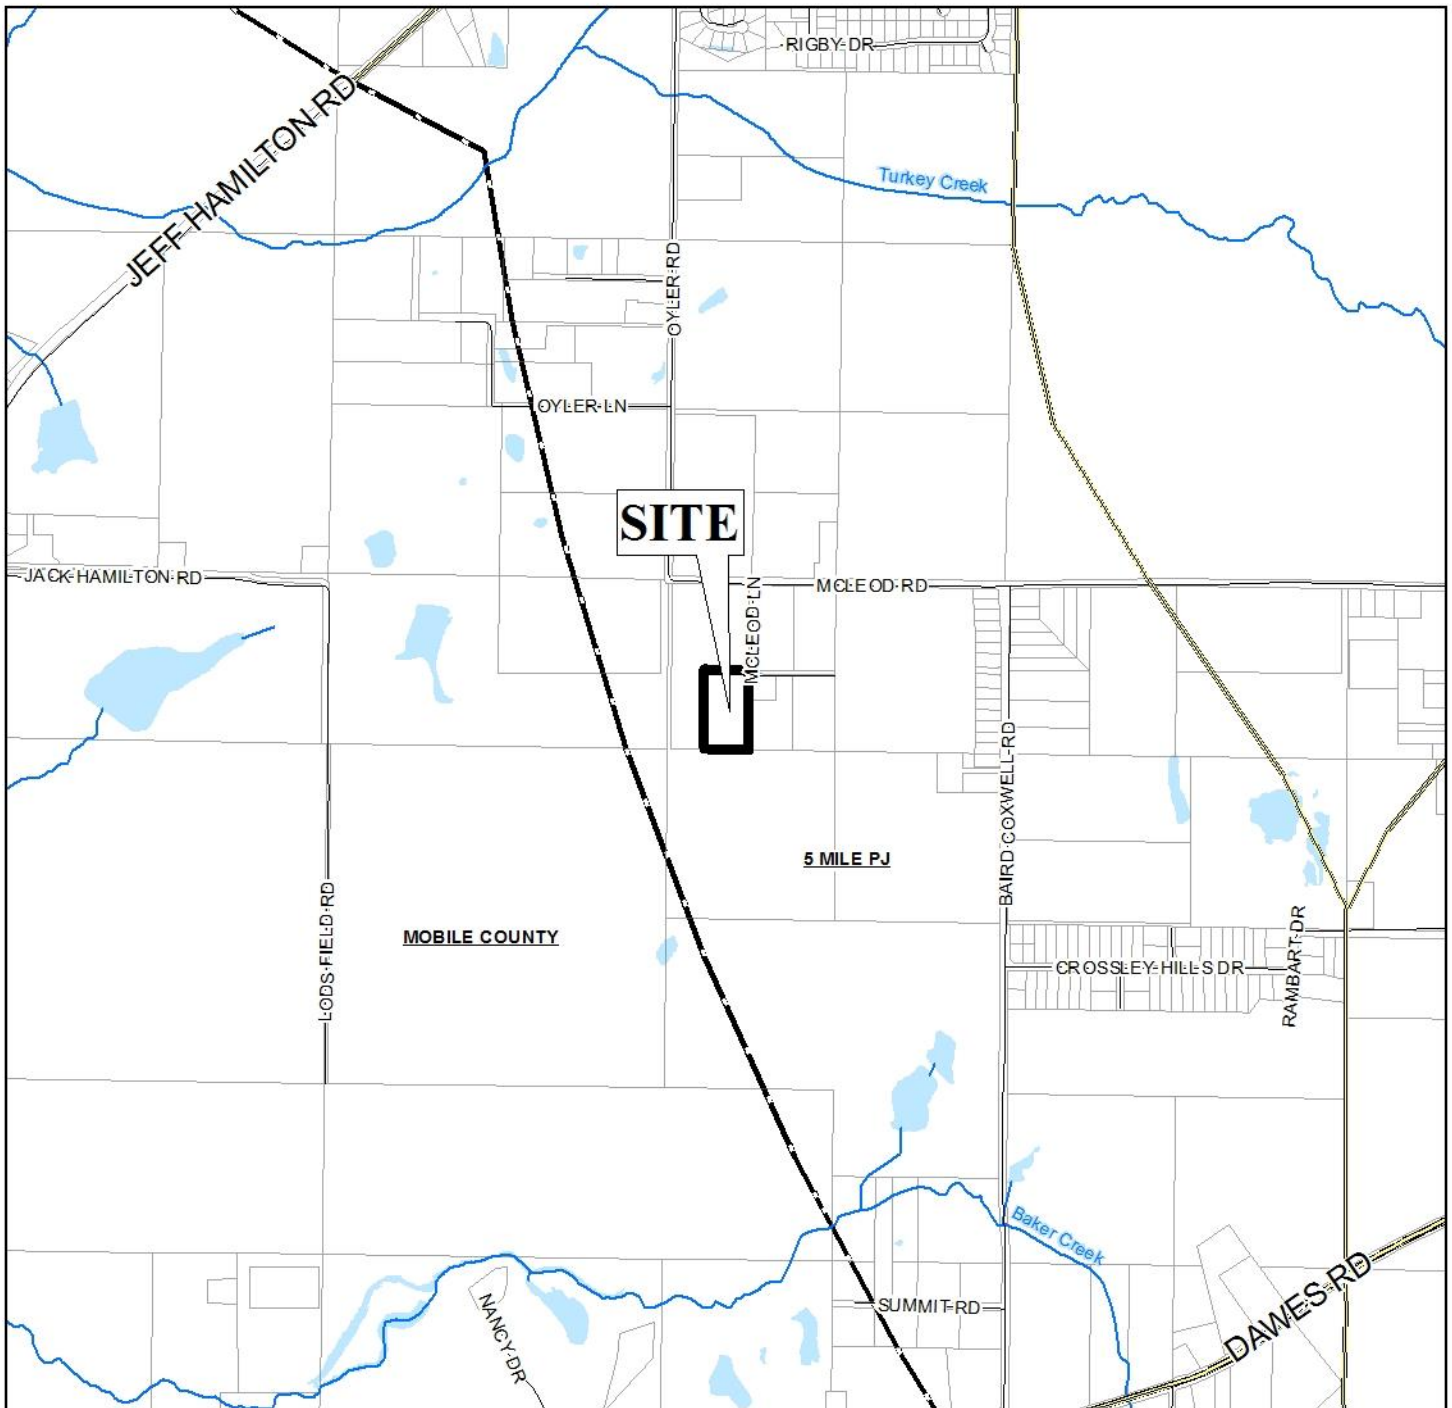 RIGBY DR
JEFF HAMILTON RD
Turkey Creek
OYLER RD
OYLER LN
SITE
JACK HAMILTON RD
MCLEOD RD
MCLEOD LN
BAIRD COXWELL RD
5 MILE PJ
MOBILE COUNTY
LODS FIELD RD
CROSSLEY HILLS DR
RAMBART DR
Baker Creek
SUMMIT RD
DAWES RD
NANCY DR